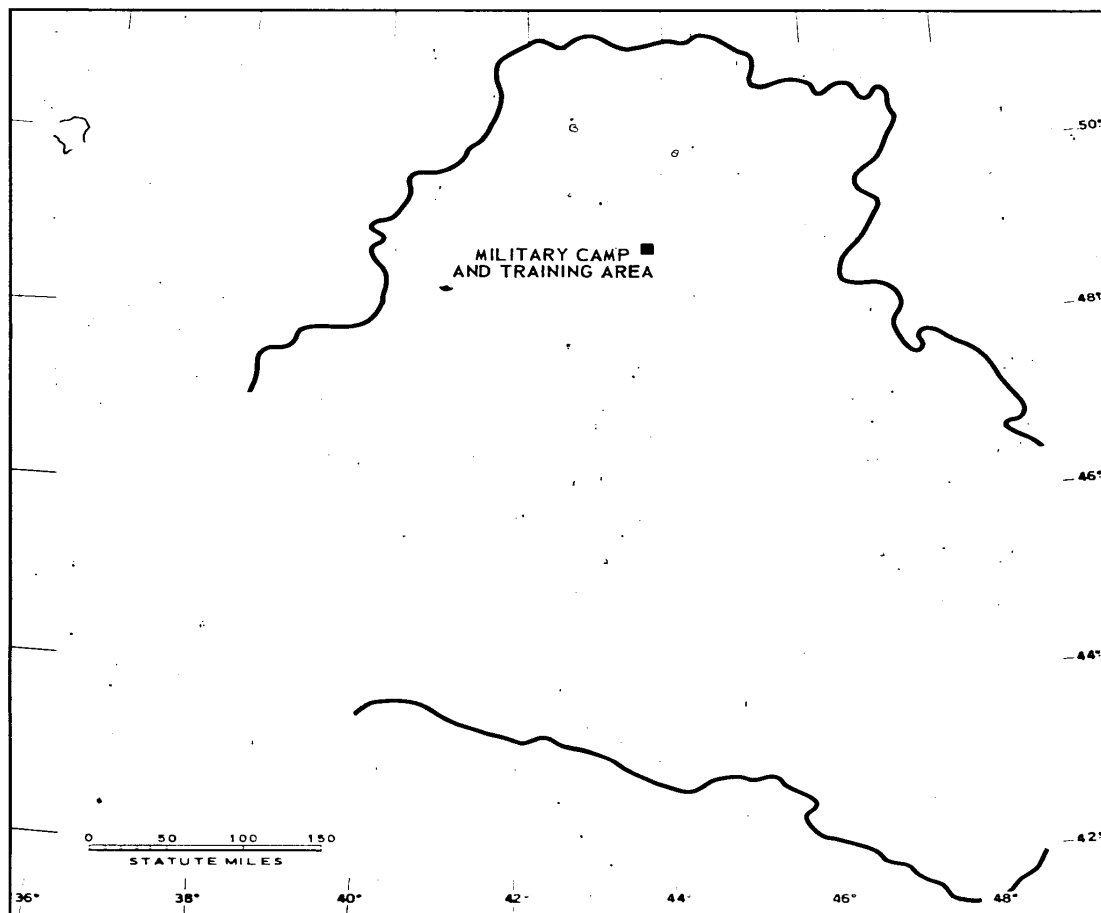 50°
MILITARY CAMP
AND TRAINING AREA
48°
46°
44°
42°
0 50 100 150
STATUTE MILES
36° 38° 40° 42° 44° 46° 48°